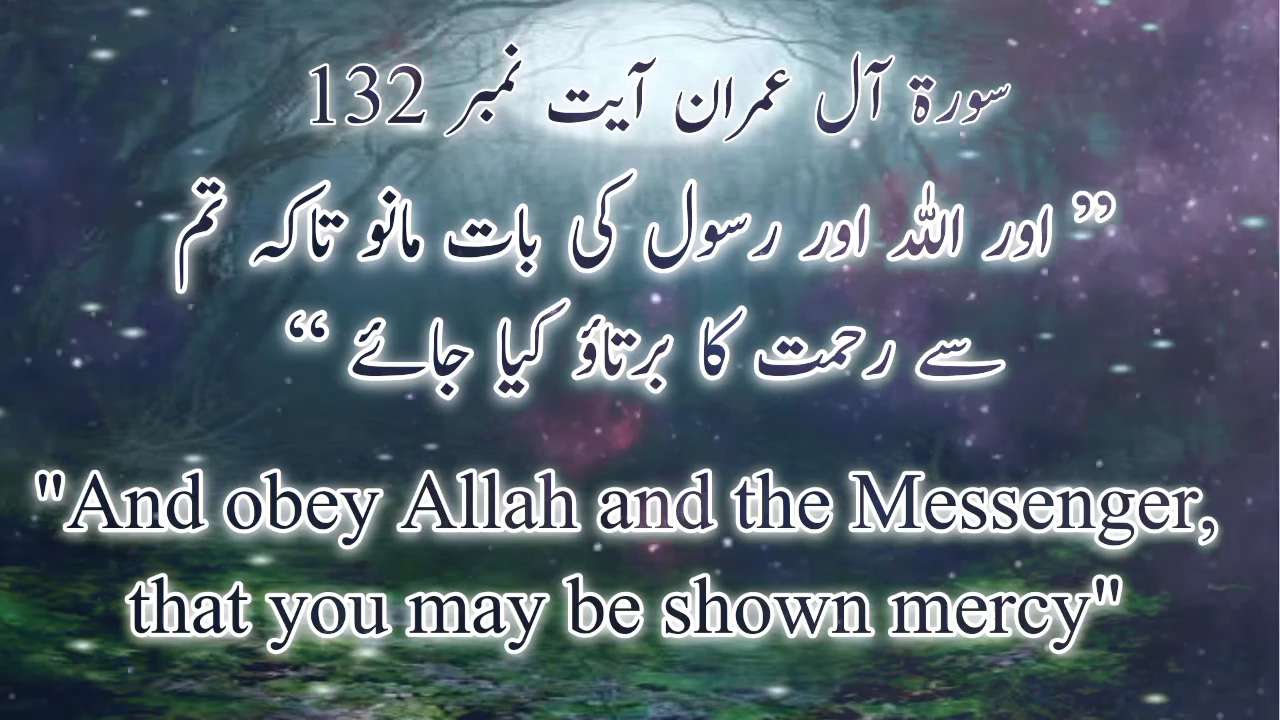 سورۃ آل عمران آیت نمبر 132
” اور اللہ اور رسول کی بات مانو تاکہ تم
سے رحمت کا برتاؤ کیا جائے “
"And obey Allah and the Messenger,
that you may be shown mercy"